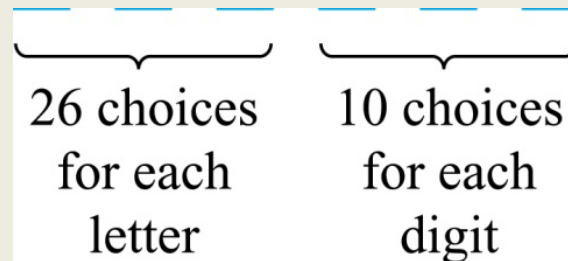 26 choices 10 choices
for each for each
letter digit